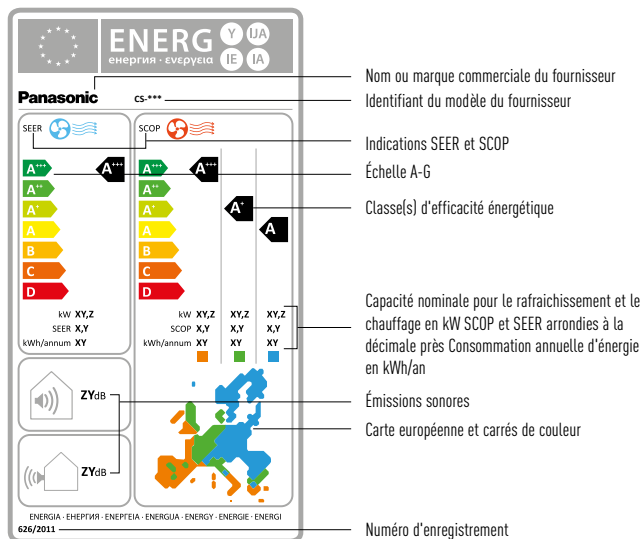 ENERG Y IJA
енергия · ενεργεια IE IA
Panasonic cs-***
SEER
A+++ A+++
A++
A+
A
B
C
D
kW XY,Z
SEER X,Y
kWh/annum XY
SCOP
A+++ A+++
A++
A+ A+
A A
B
C
D
kW XY,Z XY,Z XY,Z
SCOP X,Y X,Y X,Y
kWh/annum XY XY XY
ZYdB
ZYdB
ENERGIA · ЕНЕРГИЯ · ΕΝΕΡΓΕΙΑ · ENERGIJA · ENERGY · ENERGIE · ENERGI
626/2011
Nom ou marque commerciale du fournisseur
Identifiant du modèle du fournisseur
Indications SEER et SCOP
Échelle A-G
Classe(s) d'efficacité énergétique
Capacité nominale pour le rafraichissement et le
chauffage en kW SCOP et SEER arrondies à la
décimale près Consommation annuelle d'énergie
en kWh/an
Émissions sonores
Carte européenne et carrés de couleur
Numéro d'enregistrement